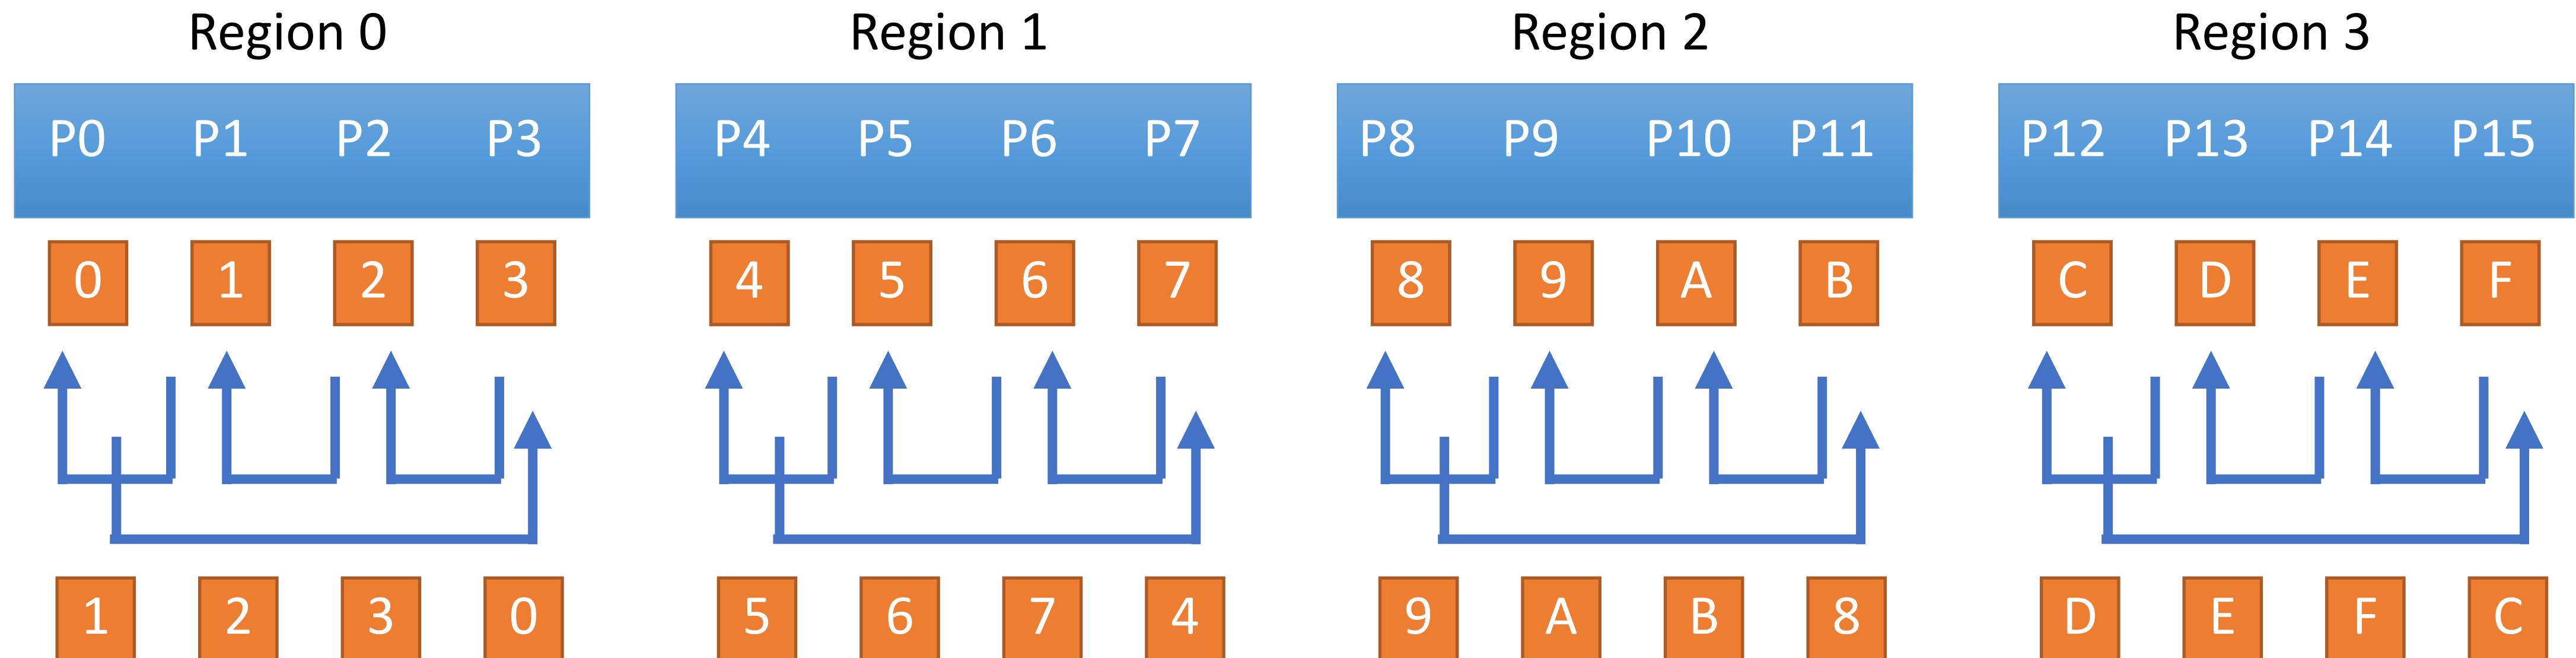 Region 0 Region 1 Region 2 Region 3
P0 P1 P2 P3 P4 P5 P6 P7 P8 P9 P10 P11 P12 P13 P14 P15
0 1 2 3 4 5 6 7 8 9 A B C D E F
1 2 3 0 5 6 7 4 9 A B 8 D E F C